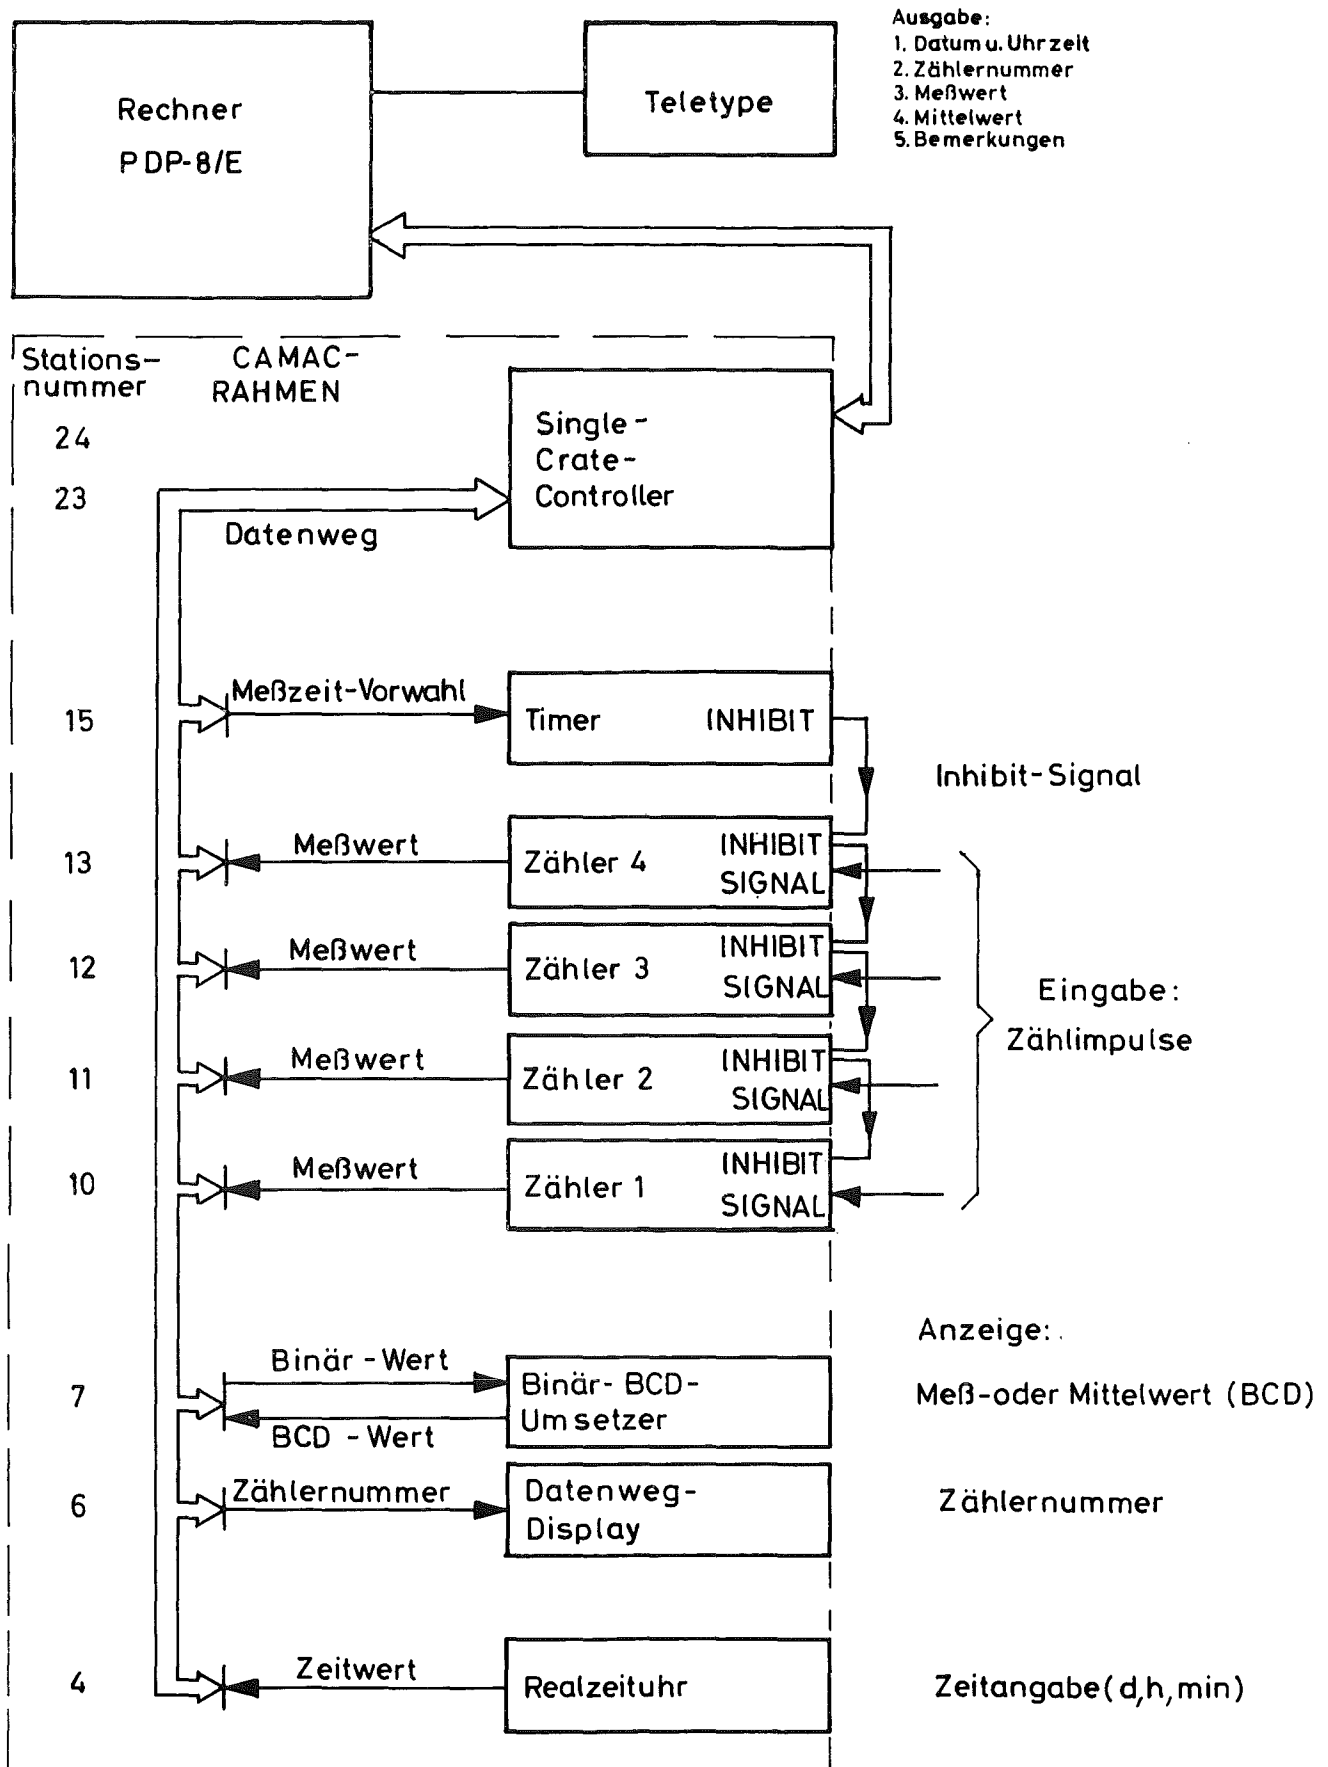 Ausgabe:
1. Datum u. Uhrzeit
2. Zählernummer
3. Meßwert
4. Mittelwert
5. Bemerkungen
Rechner
PDP-8/E
Teletype
Stations-
nummer
CAMAC-
RAHMEN
24
23
Single-
Crate-
Controller
Datenweg
15
Meßzeit-Vorwahl
Timer
INHIBIT
Inhibit-Signal
13
Meßwert
Zähler 4
INHIBIT
SIGNAL
12
Meßwert
Zähler 3
INHIBIT
SIGNAL
Eingabe:
Zählimpulse
11
Meßwert
Zähler 2
INHIBIT
SIGNAL
10
Meßwert
Zähler 1
INHIBIT
SIGNAL
Anzeige:
7
Binär-Wert
BCD-Wert
Binär-BCD-
Umsetzer
Meß-oder Mittelwert (BCD)
6
Zählernummer
Datenweg-
Display
Zählernummer
4
Zeitwert
Realzeituhr
Zeitangabe(d,h,min)